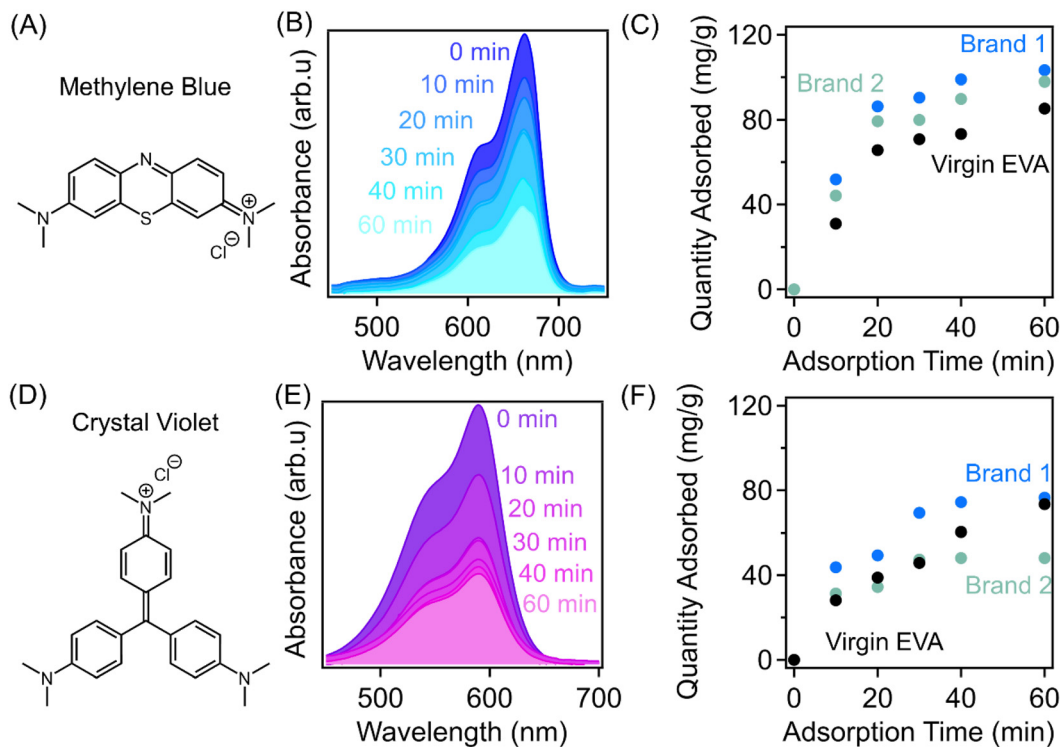 (A)
Methylene Blue
N
N
S
N
+
Cl
−
(B)
Absorbance (arb.u)
0 min
10 min
20 min
30 min
40 min
60 min
500
600
700
Wavelength (nm)
(C)
Quantity Adsorbed (mg/g)
120
80
40
0
Brand 1
Brand 2
Virgin EVA
0
20
40
60
Adsorption Time (min)
(D)
Crystal Violet
Cl
−
N
+
N
N
(E)
Absorbance (arb.u)
0 min
10 min
20 min
30 min
40 min
60 min
500
600
700
Wavelength (nm)
(F)
Quantity Adsorbed (mg/g)
120
80
40
0
Brand 1
Brand 2
Virgin EVA
0
20
40
60
Adsorption Time (min)